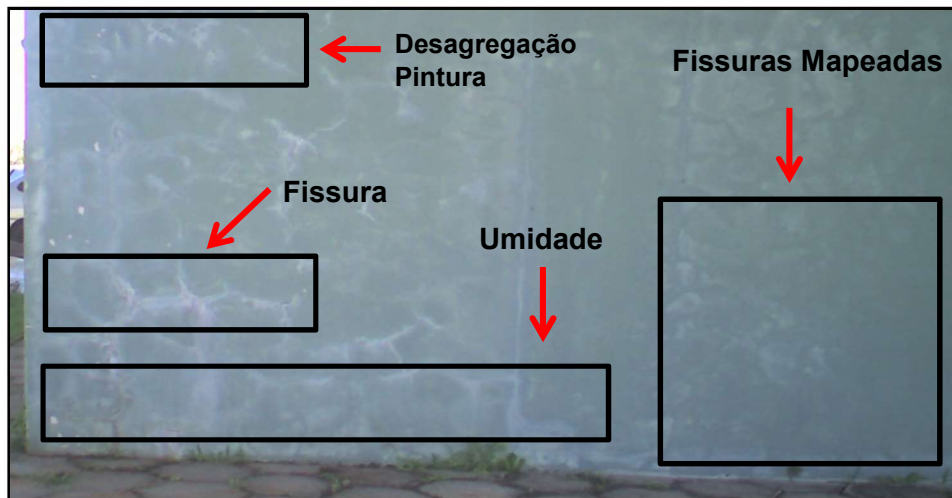 Desagregação
Pintura
Fissuras Mapeadas
Fissura
Umidade